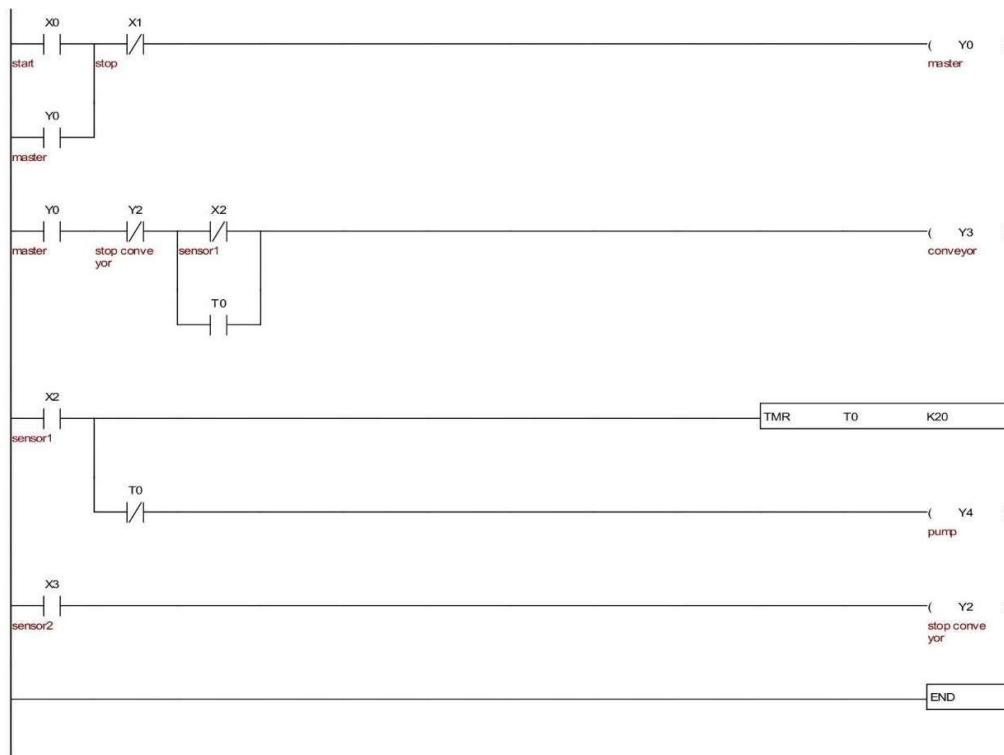 X0 X1
( Y0
start stop master
Y0
master
Y0 Y2 X2
( Y3
master stop conve sensor1 conveyor
yor
T0
X2
TMR T0 K20
sensor1
T0
( Y4
pump
X3
( Y2
sensor2 stop conve
yor
END